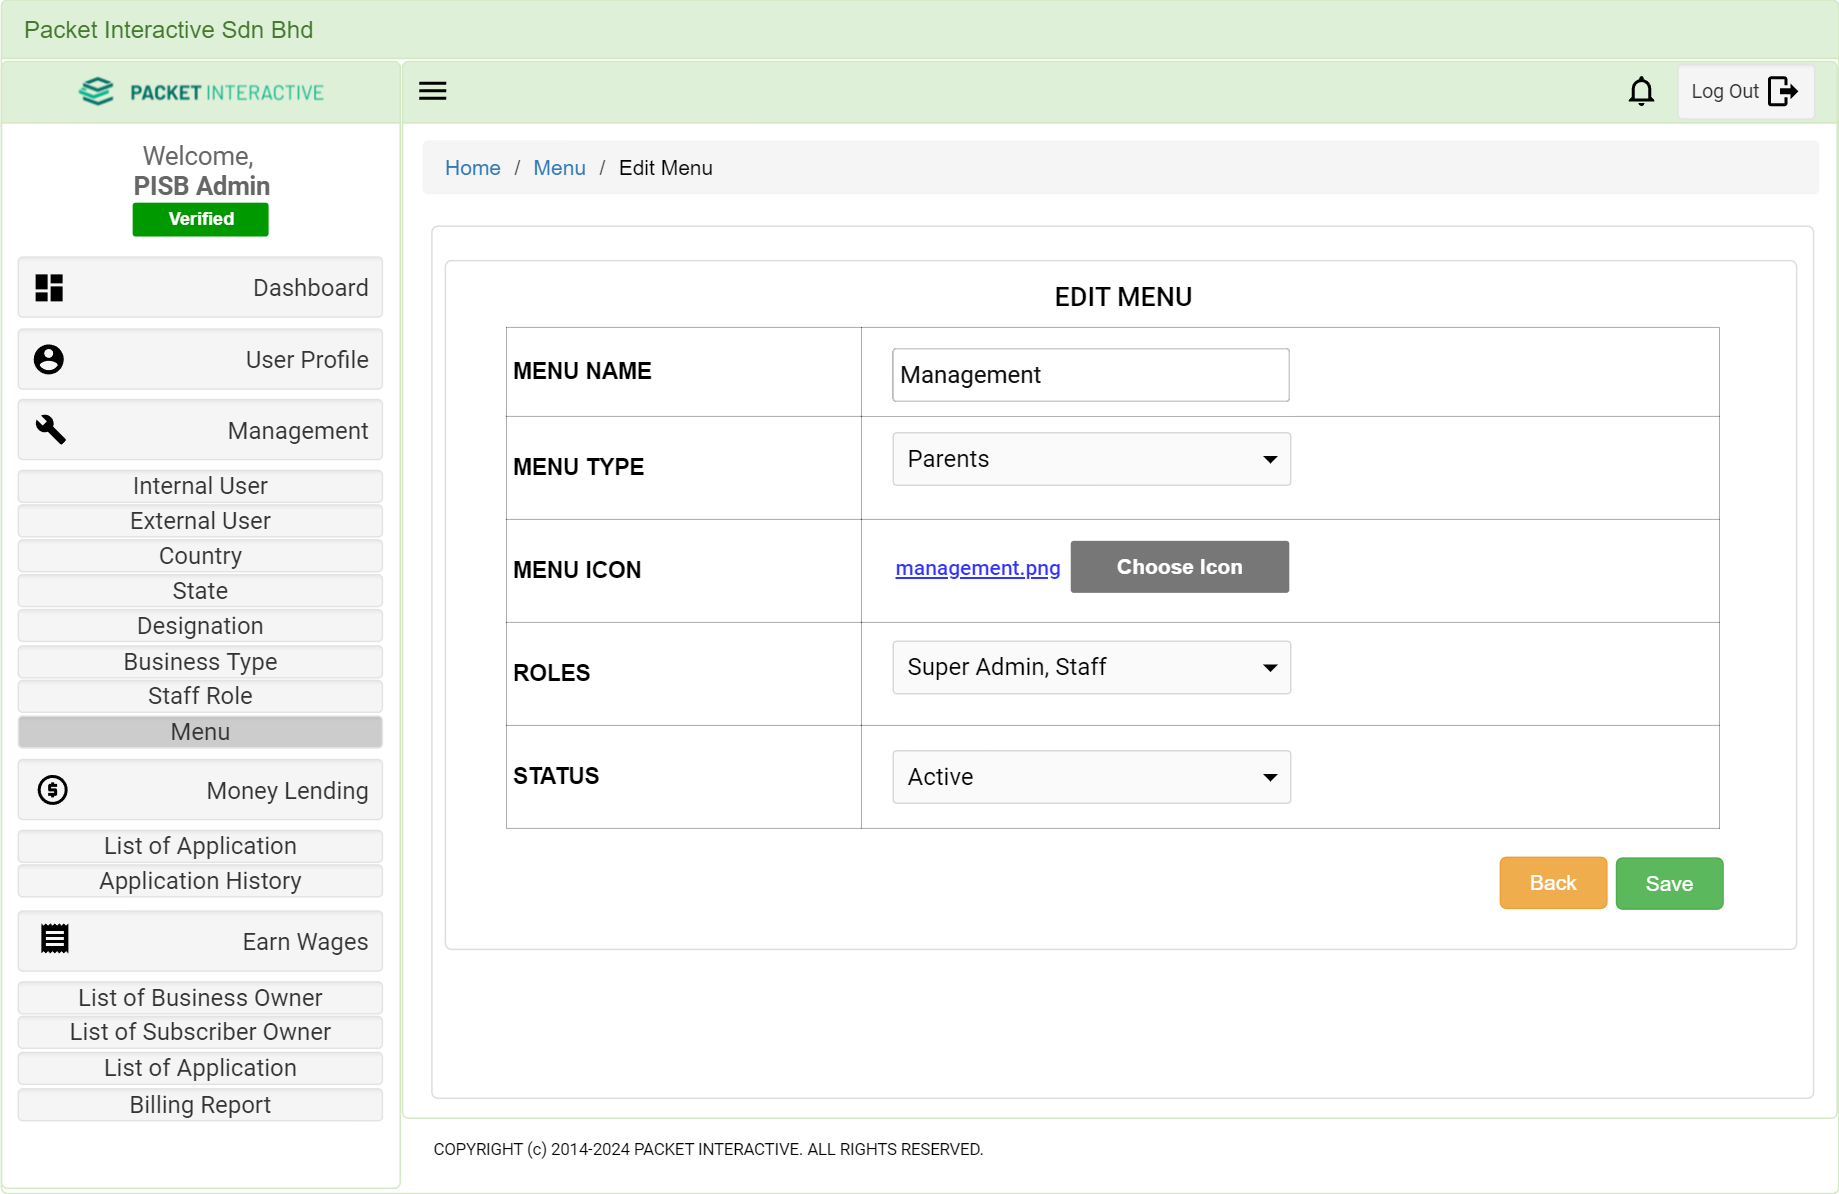 Packet Interactive Sdn Bhd
PACKET INTERACTIVE
Log Out
Welcome,
PISB Admin
Verified
Dashboard
User Profile
Management
Internal User
External User
Country
State
Designation
Business Type
Staff Role
Menu
Money Lending
List of Application
Application History
Earn Wages
List of Business Owner
List of Subscriber Owner
List of Application
Billing Report
Home / Menu / Edit Menu
EDIT MENU
MENU NAME Management
MENU TYPE Parents
MENU ICON management.png Choose Icon
ROLES Super Admin, Staff
STATUS Active
Back Save
COPYRIGHT (c) 2014-2024 PACKET INTERACTIVE. ALL RIGHTS RESERVED.